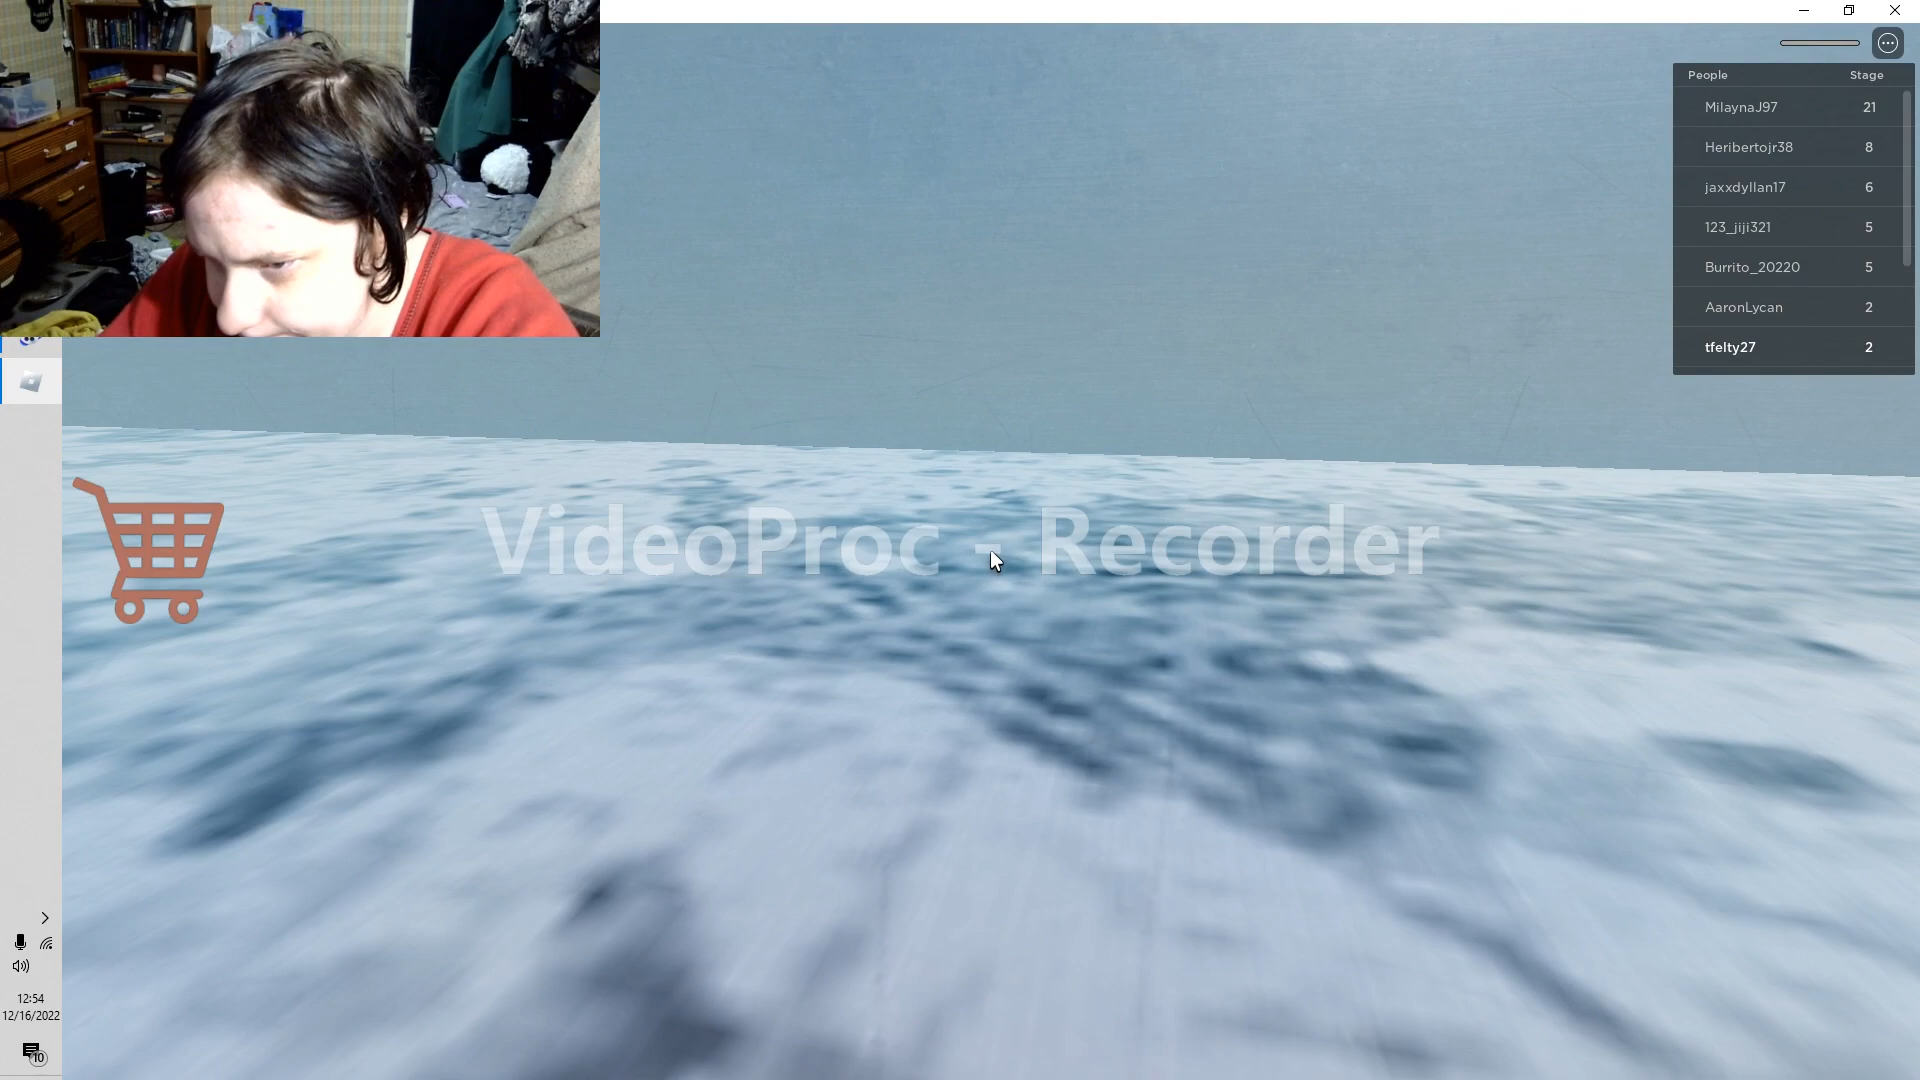 People Stage
MilaynaJ97 21
Heribertojr38 8
jaxxdyllan17 6
123_jiji321 5
Burrito_20220 5
AaronLycan 2
tfelty27 2
VideoProc - Recorder
12:54
12/16/2022
10